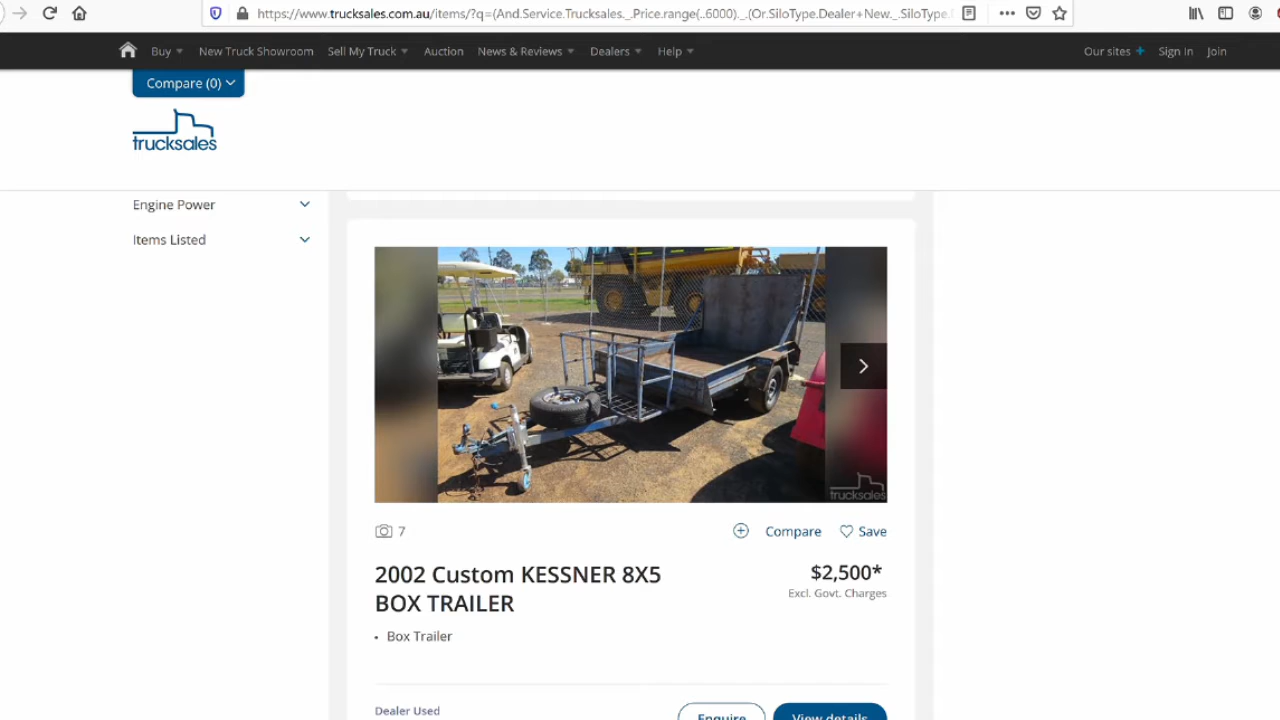 https://www.trucksales.com.au/items/?q=(And.Service.Trucksales._.Price.range(..6000)._.(Or.SiloType.Dealer+New._.SiloType.
Buy New Truck Showroom Sell My Truck Auction News & Reviews Dealers Help Our sites + Sign In Join
Compare (0)
trucksales
Engine Power
Items Listed
trucksales
7 Compare Save
2002 Custom KESSNER 8X5 $2,500*
BOX TRAILER Excl. Govt. Charges
• Box Trailer
Dealer Used
Enquire View details